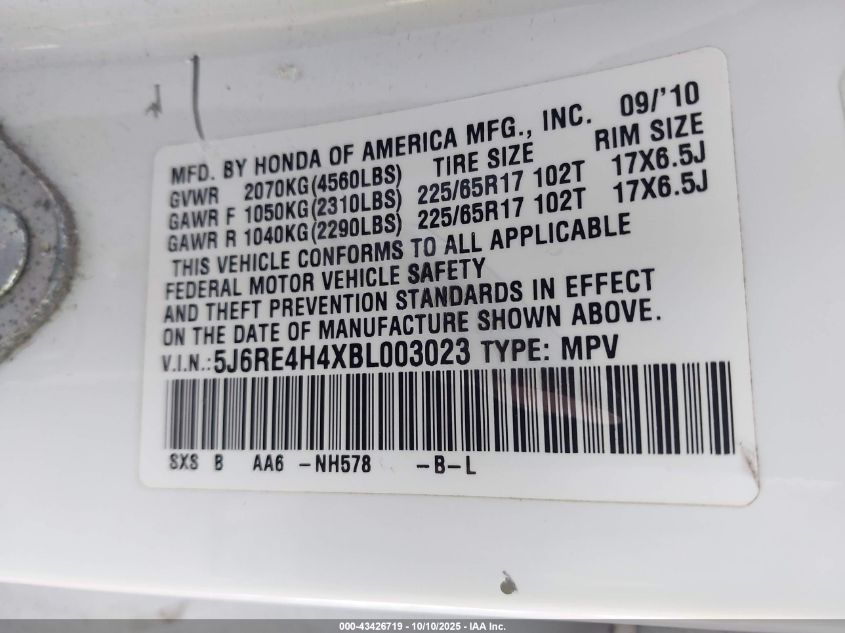 MFD. BY HONDA OF AMERICA MFG., INC. 09/'10
TIRE SIZE RIM SIZE
GVWR 2070KG(4560LBS)
GAWR F 1050KG(2310LBS) 225/65R17 102T 17X6.5J
GAWR R 1040KG(2290LBS) 225/65R17 102T 17X6.5J
THIS VEHICLE CONFORMS TO ALL APPLICABLE
FEDERAL MOTOR VEHICLE SAFETY
AND THEFT PREVENTION STANDARDS IN EFFECT
ON THE DATE OF MANUFACTURE SHOWN ABOVE.
V.I.N.:5J6RE4H4XBL003023 TYPE: MPV
SXS B AA6 -NH578 -B-L
000-43426719 - 10/10/2025 - IAA Inc.